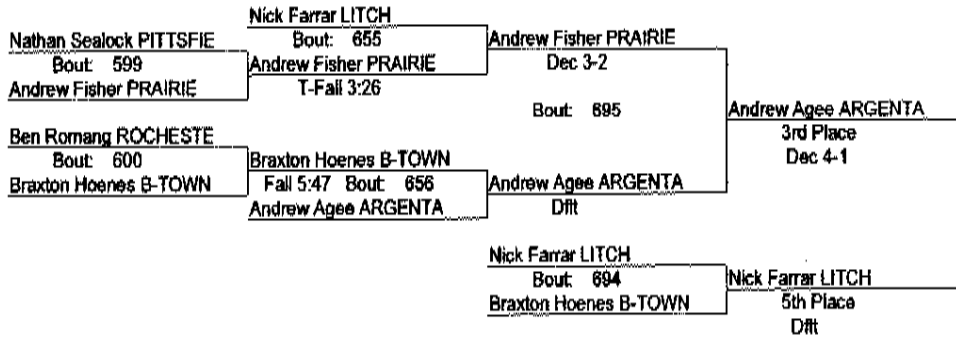 Nick Farrar LITCH
Nathan Sealock PITTSFIE
Bout: 655
Andrew Fisher PRAIRIE
Bout: 599
Andrew Fisher PRAIRIE
Dec 3-2
Andrew Fisher PRAIRIE
T-Fall 3:26
Bout: 695
Andrew Agee ARGENTA
Ben Romang ROCHESTE
3rd Place
Bout: 600
Braxton Hoenes B-TOWN
Dec 4-1
Braxton Hoenes B-TOWN
Fall 5:47 Bout: 656
Andrew Agee ARGENTA
Andrew Agee ARGENTA
Dflt
Nick Farrar LITCH
Bout: 694
Nick Farrar LITCH
Braxton Hoenes B-TOWN
5th Place
Dflt